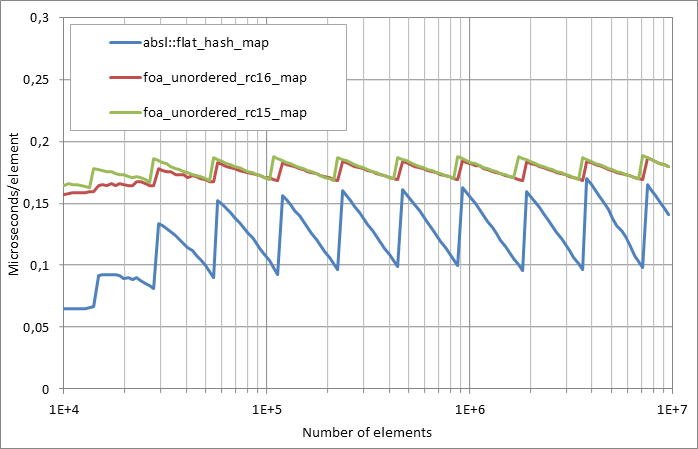 0,3
0,25
0,2
0,15
0,1
0,05
0
Microseconds/element
absl::flat_hash_map
foa_unordered_rc16_map
foa_unordered_rc15_map
1E+4
1E+5
1E+6
1E+7
Number of elements